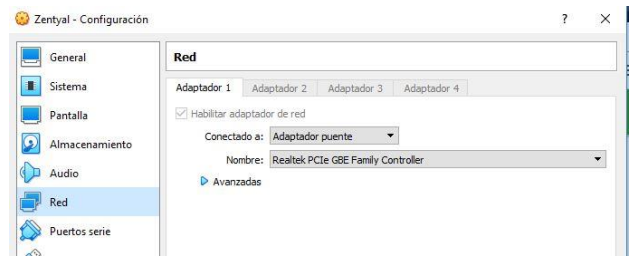 Zentyal - Configuración
?
General
Sistema
Pantalla
Almacenamiento
Audio
Red
Puertos serie
Red
Adaptador 1 Adaptador 2 Adaptador 3 Adaptador 4
Habilitar adaptador de red
Conectado a: Adaptador puente
Nombre: Realtek PCIe GBE Family Controller
Avanzadas